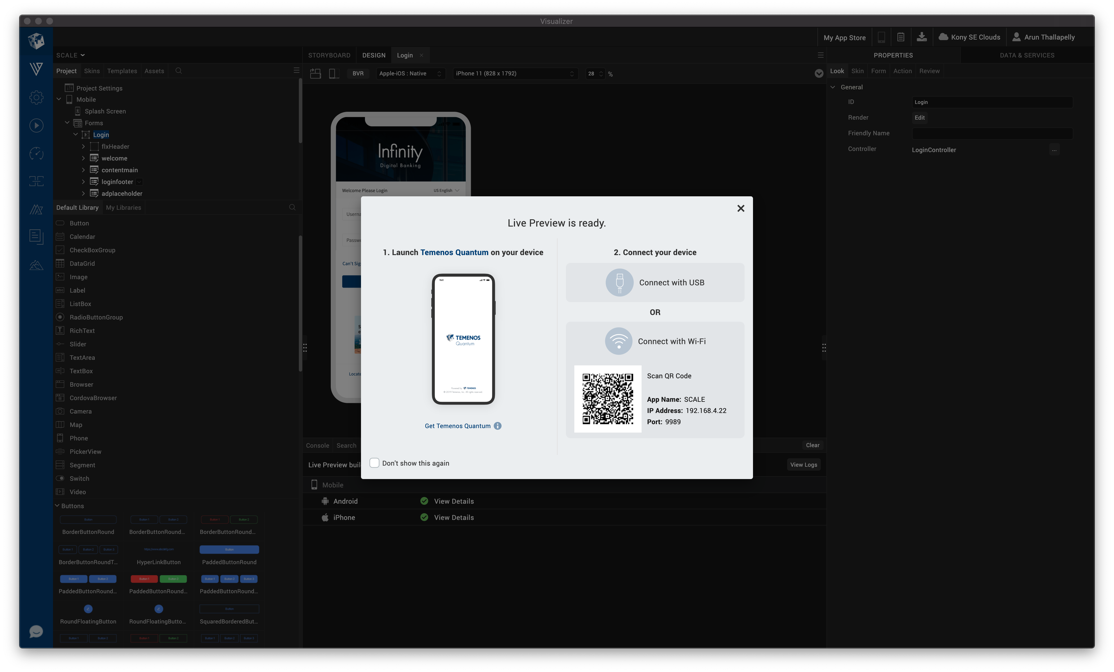 Visualizer
My App Store
Kony SE Clouds
Arun Thallapelly
SCALE
Project Skins Templates Assets
Project Settings
Mobile
Splash Screen
Forms
Login
flxHeader
welcome
contentmain
loginfooter
adplaceholder
Default Library My Libraries
Button
Calendar
CheckBoxGroup
DataGrid
Image
Label
ListBox
RadioButtonGroup
RichText
Slider
TextArea
TextBox
Browser
CordovaBrowser
Camera
Map
Phone
PickerView
Segment
Switch
Video
Buttons
BorderButtonRound BorderButtonRound... BorderButtonRound...
BorderButtonRoundT... HyperLinkButton PaddedButtonRound
PaddedButtonRound... PaddedButtonRound... PaddedButtonRound...
RoundFloatingButton RoundFloatingButto... SquaredBorderedBut...
STORYBOARD DESIGN Login
BVR Apple-iOS : Native iPhone 11 (828 x 1792) 28 %
Infinity
Digital Banking
Welcome Please Login US English
Live Preview is ready.
1. Launch Temenos Quantum on your device
TEMENOS
Quantum
Get Temenos Quantum
Don't show this again
2. Connect your device
Connect with USB
OR
Connect with Wi-Fi
Scan QR Code
App Name: SCALE
IP Address: 192.168.4.22
Port: 9989
Console Search
Clear
Live Preview
View Logs
Mobile
Android View Details
iPhone View Details
PROPERTIES DATA & SERVICES
Look Skin Form Action Review
General
ID Login
Render Edit
Friendly Name
Controller LoginController ...